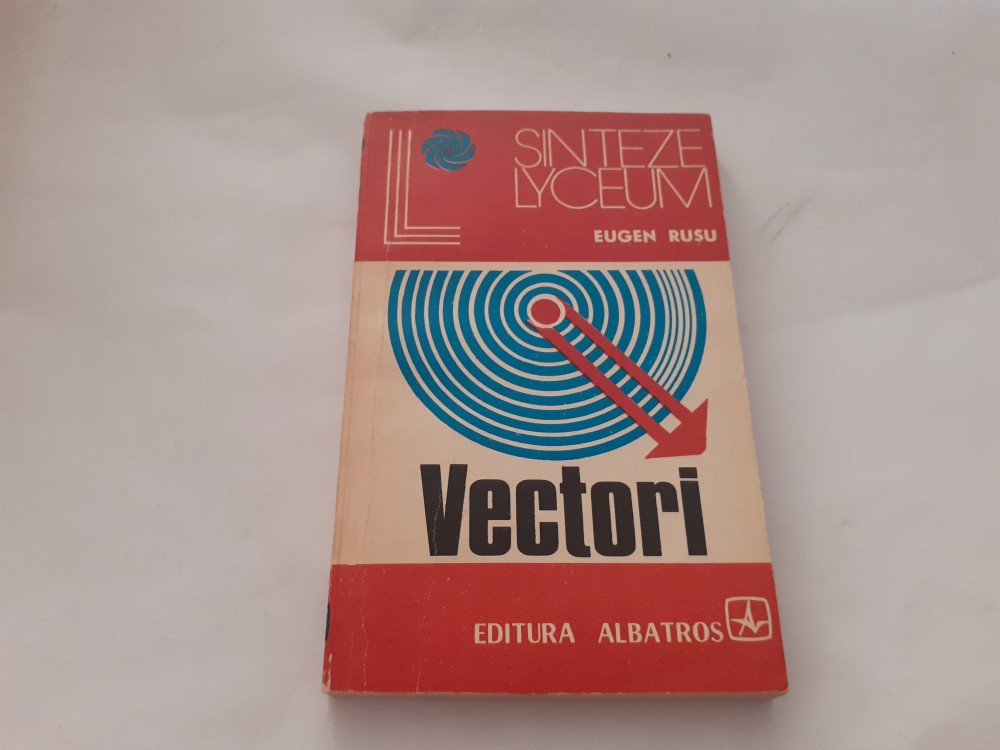 SINTEZE
LYCEUM
EUGEN RUSU
Vectori
EDITURA ALBATROS